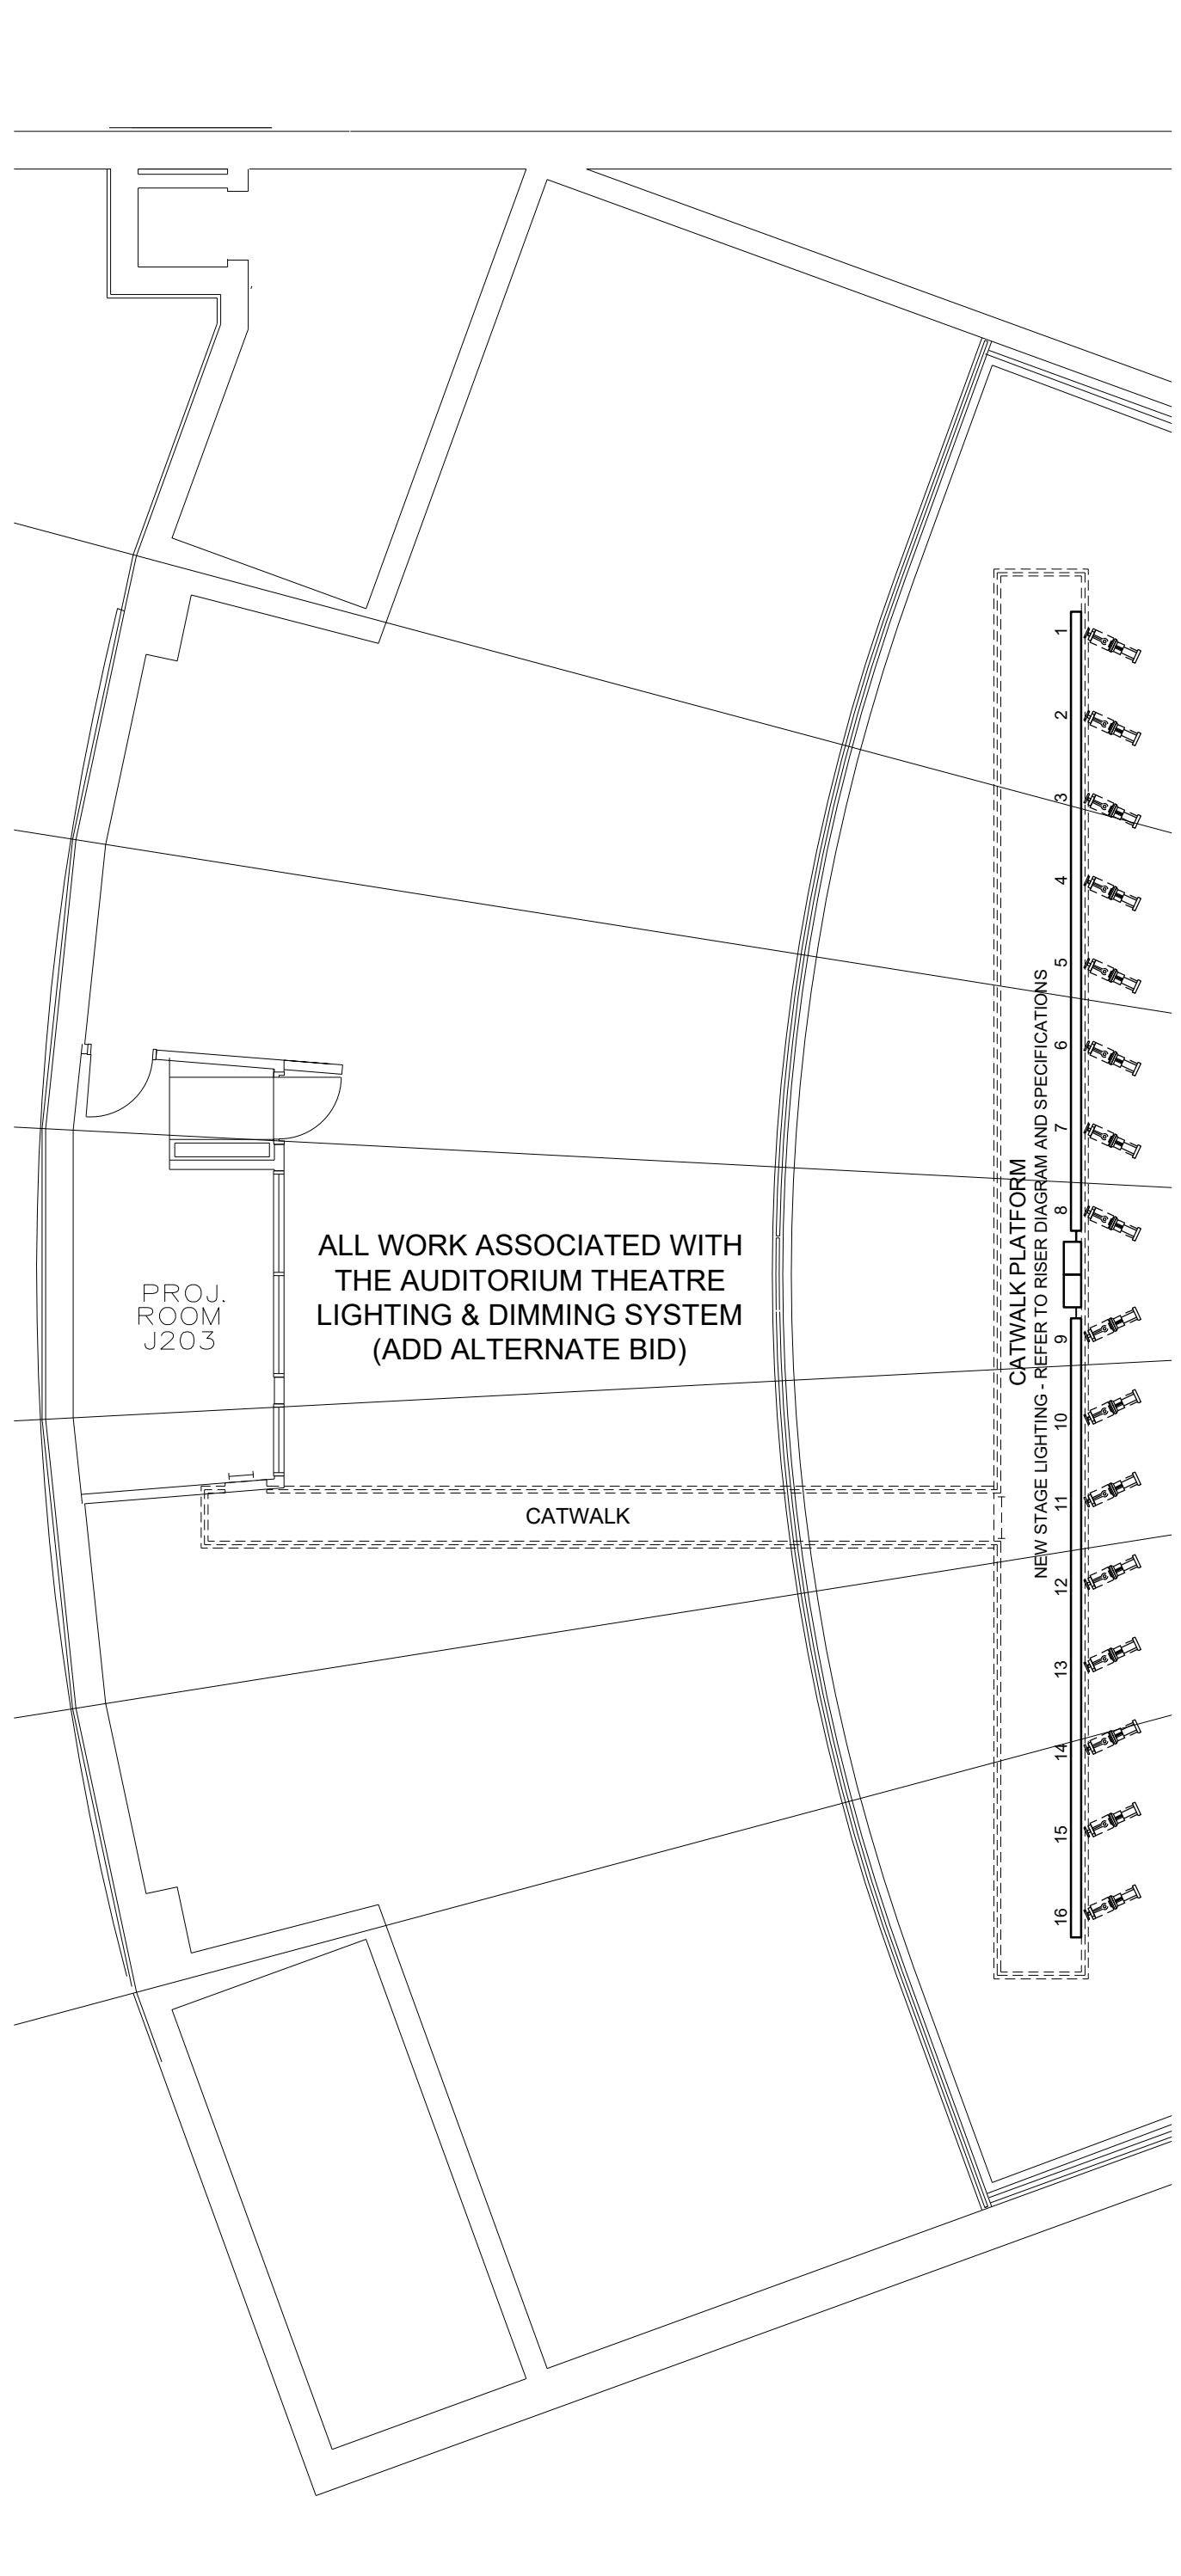 1
2
3
4
5
6
7
8
9
10
11
12
13
14
15
16
CATWALK PLATFORM
NEW STAGE LIGHTING - REFER TO RISER DIAGRAM AND SPECIFICATIONS
ALL WORK ASSOCIATED WITH
THE AUDITORIUM THEATRE
LIGHTING & DIMMING SYSTEM
(ADD ALTERNATE BID)
PROJ.
ROOM
J203
CATWALK